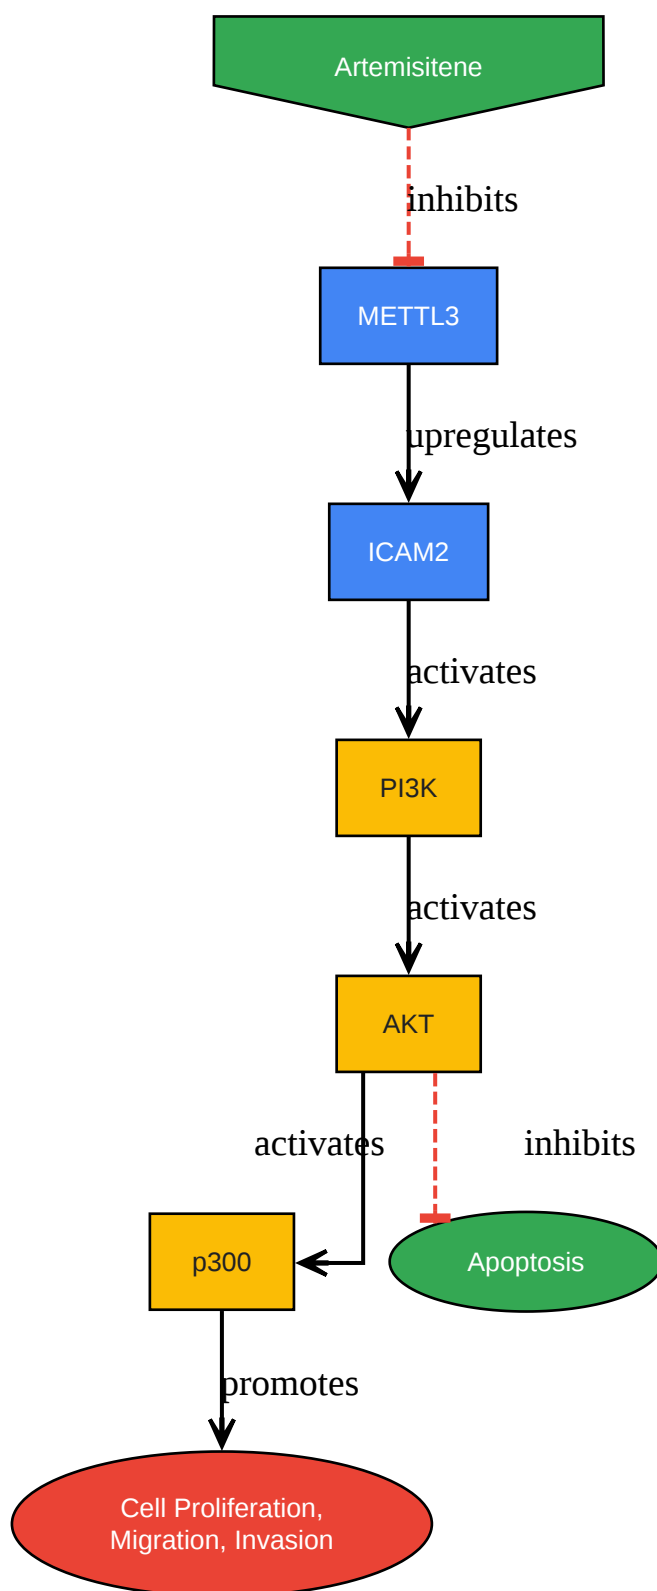 Artemisitene
inhibits
METTL3
upregulates
ICAM2
activates
PI3K
activates
AKT
activates
inhibits
p300
Apoptosis
promotes
Cell Proliferation,
Migration, Invasion